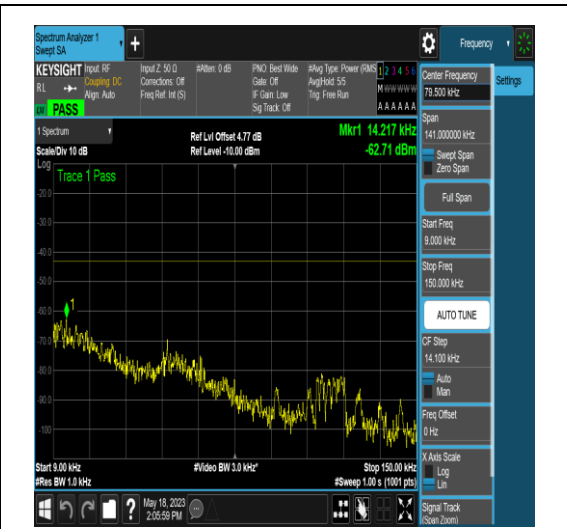 Spectrum Analyzer 1
Swept SA
+
Frequency
KEYSIGHT
RL
PASS
Input: RF
Coupling: DC
Align: Auto
Input Z: 50 Ω
Corrections: Off
Freq Ref: Int (S)
#Atten: 0 dB
PNO: Best Wide
Gate: Off
IF Gain: Low
Sig Track: Off
#Avg Type: Power (RMS
Avg|Hold: 5/5
Trig: Free Run
1 2 3 4 5 6
M W W W W W
A A A A A A
1 Spectrum
Scale/Div 10 dB
Ref Lvl Offset 4.77 dB
Ref Level -10.00 dBm
Mkr1 14.217 kHz
-62.71 dBm
Log
Trace 1 Pass
-20.0
-30.0
-40.0
-50.0
-60.0
-70.0
-80.0
-90.0
-100
1
Start 9.00 kHz
#Res BW 1.0 kHz
#Video BW 3.0 kHz*
Stop 150.00 kHz
#Sweep 1.00 s (1001 pts)
May 18, 2023
2:05:59 PM
?
Center Frequency
79.500 kHz
Settings
Span
141.000000 kHz
Swept Span
Zero Span
Full Span
Start Freq
9.000 kHz
Stop Freq
150.000 kHz
AUTO TUNE
CF Step
14.100 kHz
Auto
Man
Freq Offset
0 Hz
X Axis Scale
Log
Lin
Signal Track
(Span Zoom)